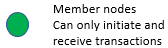 Member nodes
Can only initiate and
receive transactions